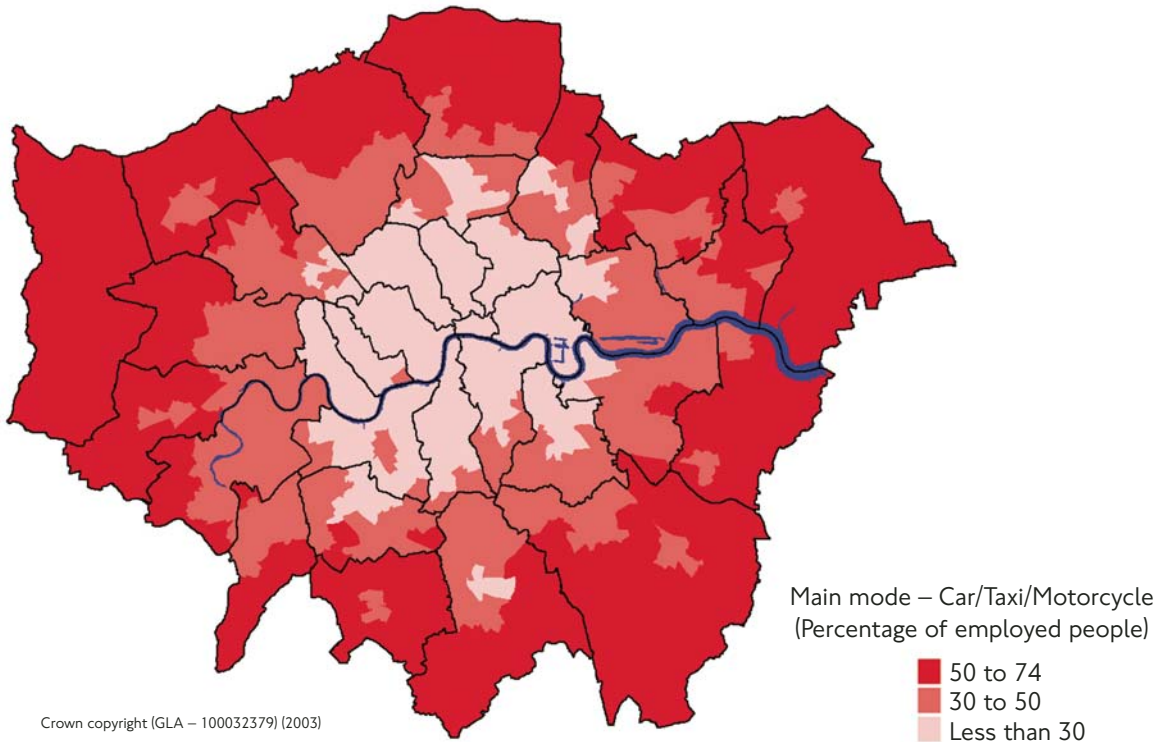 Main mode – Car/Taxi/Motorcycle
(Percentage of employed people)
50 to 74
30 to 50
Less than 30
Crown copyright (GLA – 100032379) (2003)